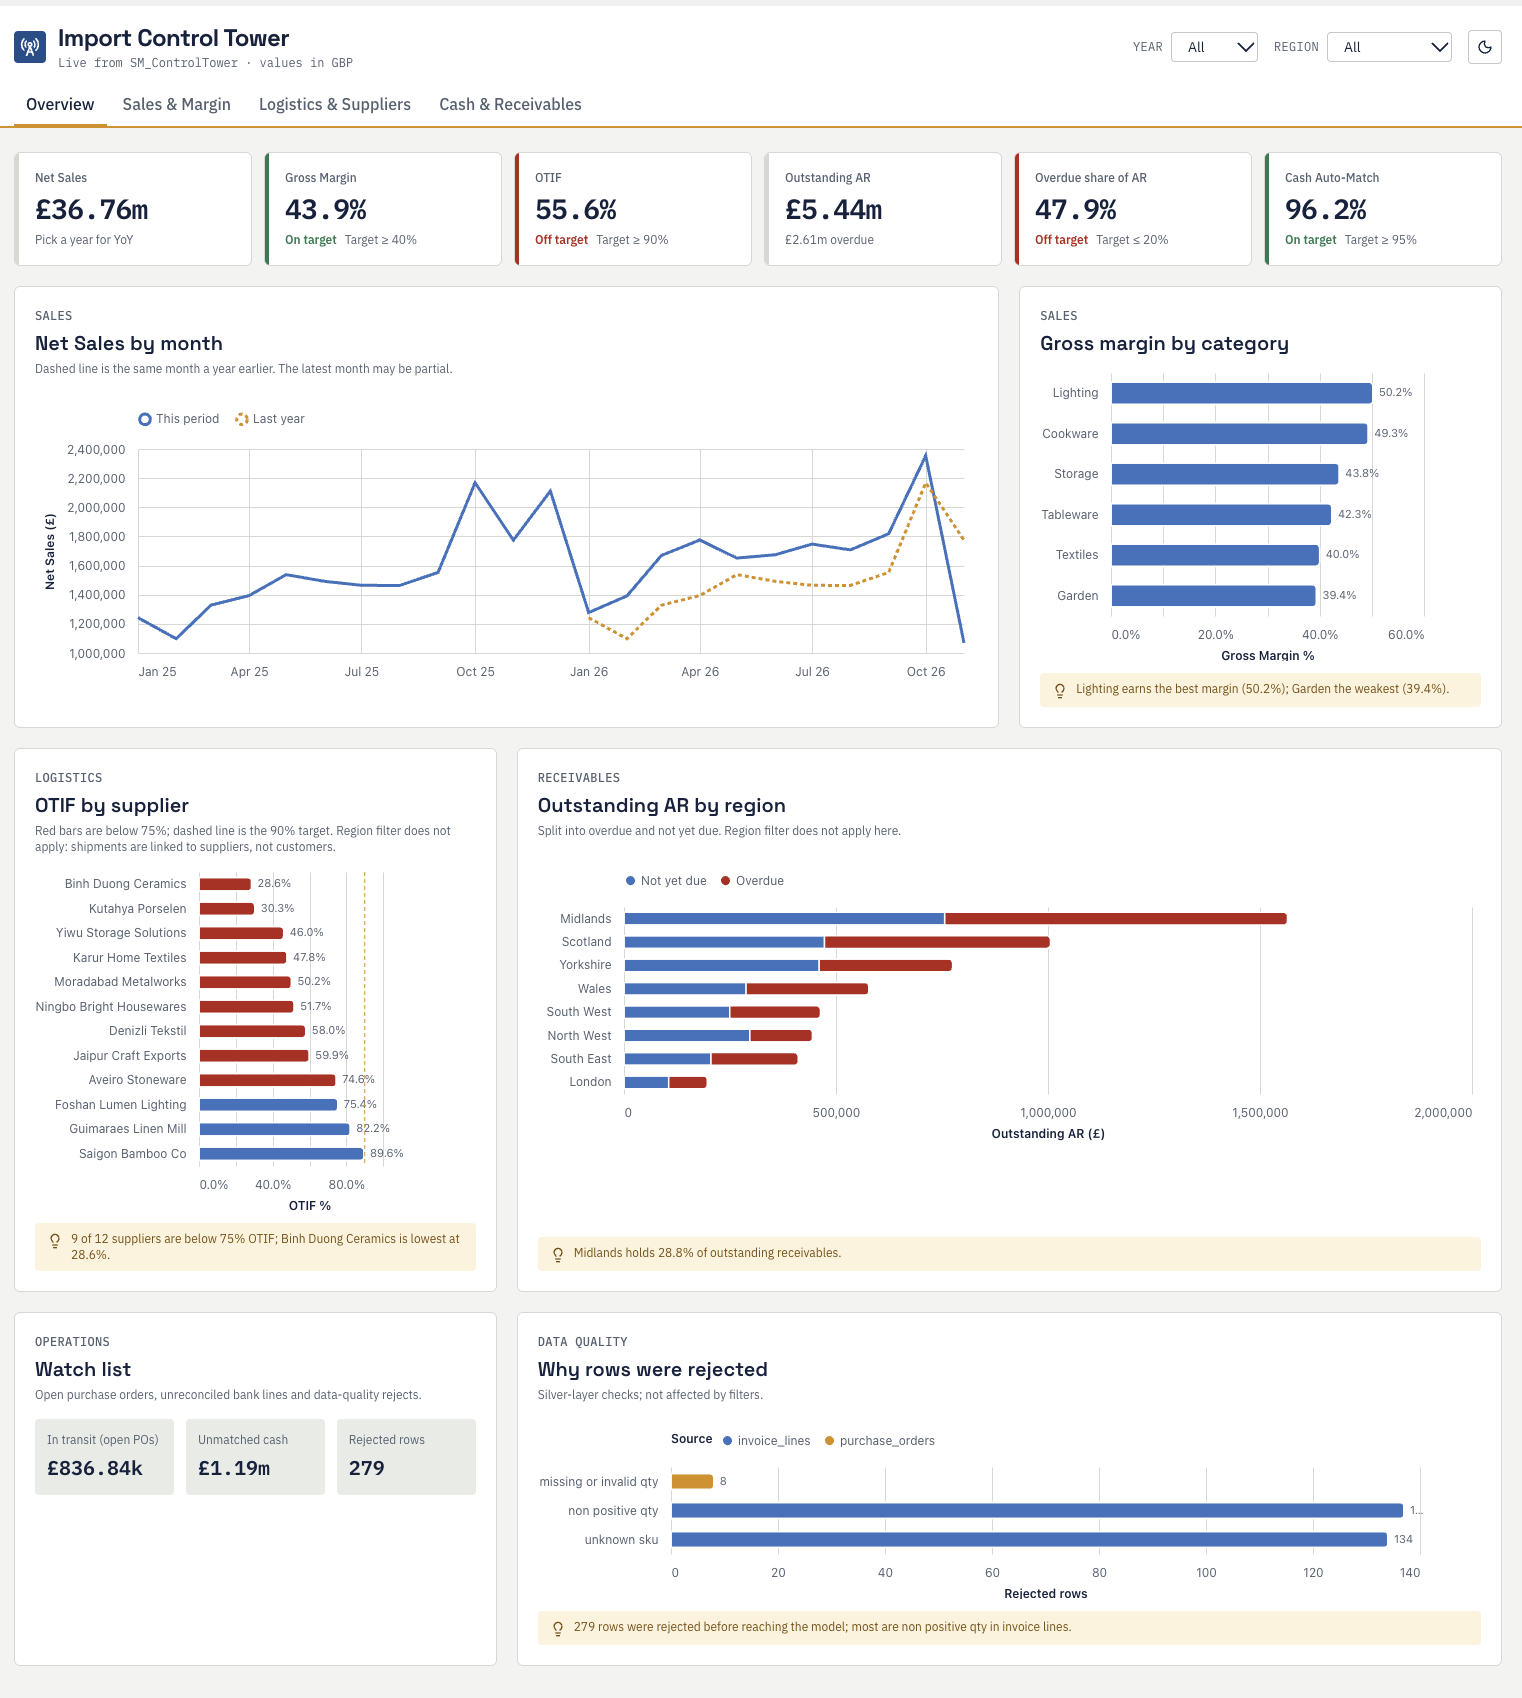 Import Control Tower
Live from SM_ControlTower · values in GBP
YEAR All REGION All
Overview Sales & Margin Logistics & Suppliers Cash & Receivables
Net Sales
£36.76m
Pick a year for YoY
Gross Margin
43.9%
On target Target ≥ 40%
OTIF
55.6%
Off target Target ≥ 90%
Outstanding AR
£5.44m
£2.61m overdue
Overdue share of AR
47.9%
Off target Target ≤ 20%
Cash Auto-Match
96.2%
On target Target ≥ 95%
SALES
Net Sales by month
Dashed line is the same month a year earlier. The latest month may be partial.
This period Last year
Net Sales (£)
2,400,000
2,200,000
2,000,000
1,800,000
1,600,000
1,400,000
1,200,000
1,000,000
Jan 25 Apr 25 Jul 25 Oct 25 Jan 26 Apr 26 Jul 26 Oct 26
SALES
Gross margin by category
Lighting 50.2%
Cookware 49.3%
Storage 43.8%
Tableware 42.3%
Textiles 40.0%
Garden 39.4%
0.0% 20.0% 40.0% 60.0%
Gross Margin %
Lighting earns the best margin (50.2%); Garden the weakest (39.4%).
LOGISTICS
OTIF by supplier
Red bars are below 75%; dashed line is the 90% target. Region filter does not
apply: shipments are linked to suppliers, not customers.
Binh Duong Ceramics 28.6%
Kutahya Porselen 30.3%
Yiwu Storage Solutions 46.0%
Karur Home Textiles 47.8%
Moradabad Metalworks 50.2%
Ningbo Bright Housewares 51.7%
Denizli Tekstil 58.0%
Jaipur Craft Exports 59.9%
Aveiro Stoneware 74.6%
Foshan Lumen Lighting 75.4%
Guimaraes Linen Mill 82.2%
Saigon Bamboo Co 89.6%
0.0% 40.0% 80.0%
OTIF %
9 of 12 suppliers are below 75% OTIF; Binh Duong Ceramics is lowest at
28.6%.
RECEIVABLES
Outstanding AR by region
Split into overdue and not yet due. Region filter does not apply here.
Not yet due Overdue
Midlands
Scotland
Yorkshire
Wales
South West
North West
South East
London
0 500,000 1,000,000 1,500,000 2,000,000
Outstanding AR (£)
Midlands holds 28.8% of outstanding receivables.
OPERATIONS
Watch list
Open purchase orders, unreconciled bank lines and data-quality rejects.
In transit (open POs)
£836.84k
Unmatched cash
£1.19m
Rejected rows
279
DATA QUALITY
Why rows were rejected
Silver-layer checks; not affected by filters.
Source invoice_lines purchase_orders
missing or invalid qty 8
non positive qty 1...
unknown sku 134
0 20 40 60 80 100 120 140
Rejected rows
279 rows were rejected before reaching the model; most are non positive qty in invoice lines.